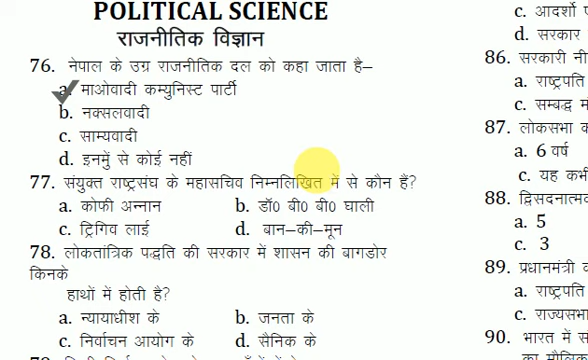 POLITICAL SCIENCE
राजनीतिक विज्ञान
76. नेपाल के उग्र राजनीतिक दल को कहा जाता है–
a. माओवादी कम्युनिस्ट पार्टी
b. नक्सलवादी
c. साम्यवादी
d. इनमुें से कोई नहीं
77. संयुक्त राष्ट्रसंघ के महासचिव निम्नलिखित में से कौन हैं?
a. कोफी अन्नान b. डॉ0 बी0 बी0 घाली
c. ट्रिगिव लाई d. बान-की-मून
78. लोकतांत्रिक पद्धति की सरकार में शासन की बागडोर
किनके
हाथों में होती है?
a. न्यायाधीश के b. जनता के
c. निर्वाचन आयोग के d. सैनिक के
c. आदर्शो
d. सरकार
86. सरकारी
a. राष्ट्रपति
c. सम्बद्ध
87. लोकसभा
a. 6 वर्ष
c. यह
88.
a. 5
c. 3
89. प्रधानमंत्री
a. राष्ट्रपति
c. राज्यसभा
90. भारत में